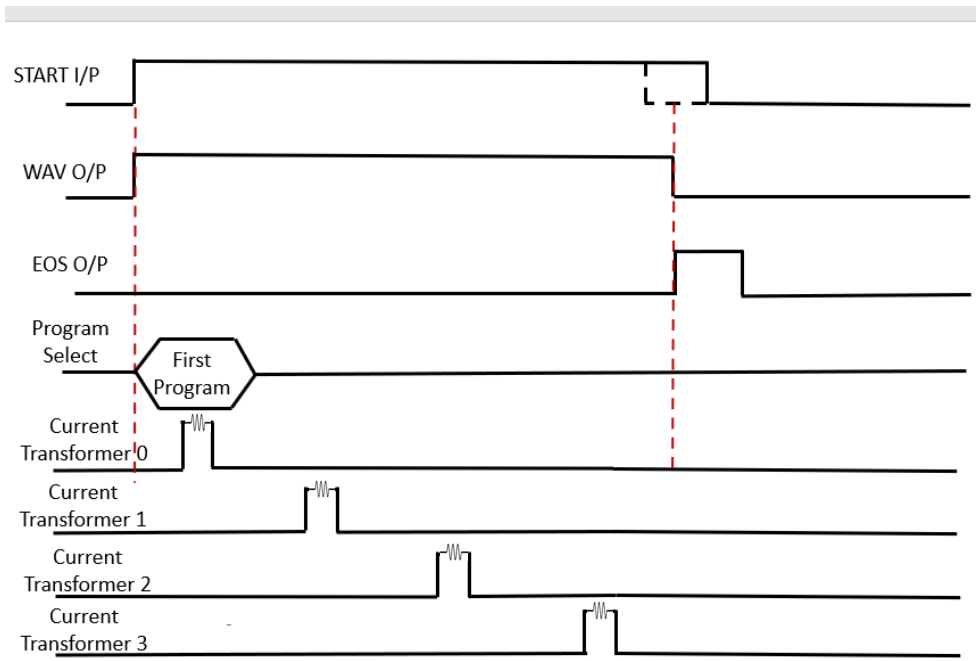 START I/P
WAV O/P
EOS O/P
Program
Select
First
Program
Current
Transformer 0
Current
Transformer 1
Current
Transformer 2
Current
Transformer 3